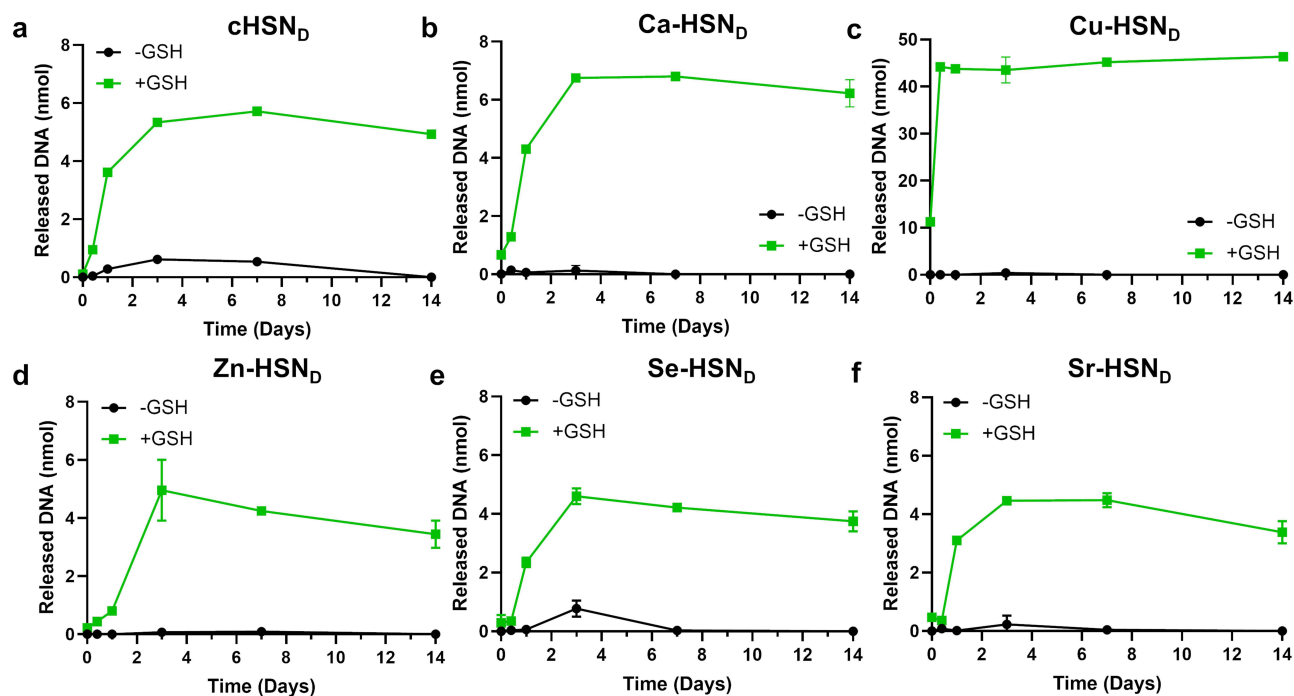 a
cHSND
-GSH
+GSH
8
6
4
2
0
Released DNA (nmol)
0 2 4 6 8 10 12 14
Time (Days)
b
Ca-HSND
8
6
4
2
0
Released DNA (nmol)
-GSH
+GSH
0 2 4 6 8 10 12 14
Time (Days)
c
Cu-HSND
50
40
30
20
10
0
Released DNA (nmol)
-GSH
+GSH
0 2 4 6 8 10 12 14
Time (Days)
d
Zn-HSND
-GSH
+GSH
8
6
4
2
0
Released DNA (nmol)
0 2 4 6 8 10 12 14
Time (Days)
e
Se-HSND
-GSH
+GSH
8
6
4
2
0
Released DNA (nmol)
0 2 4 6 8 10 12 14
Time (Days)
f
Sr-HSND
-GSH
+GSH
8
6
4
2
0
Released DNA (nmol)
0 2 4 6 8 10 12 14
Time (Days)